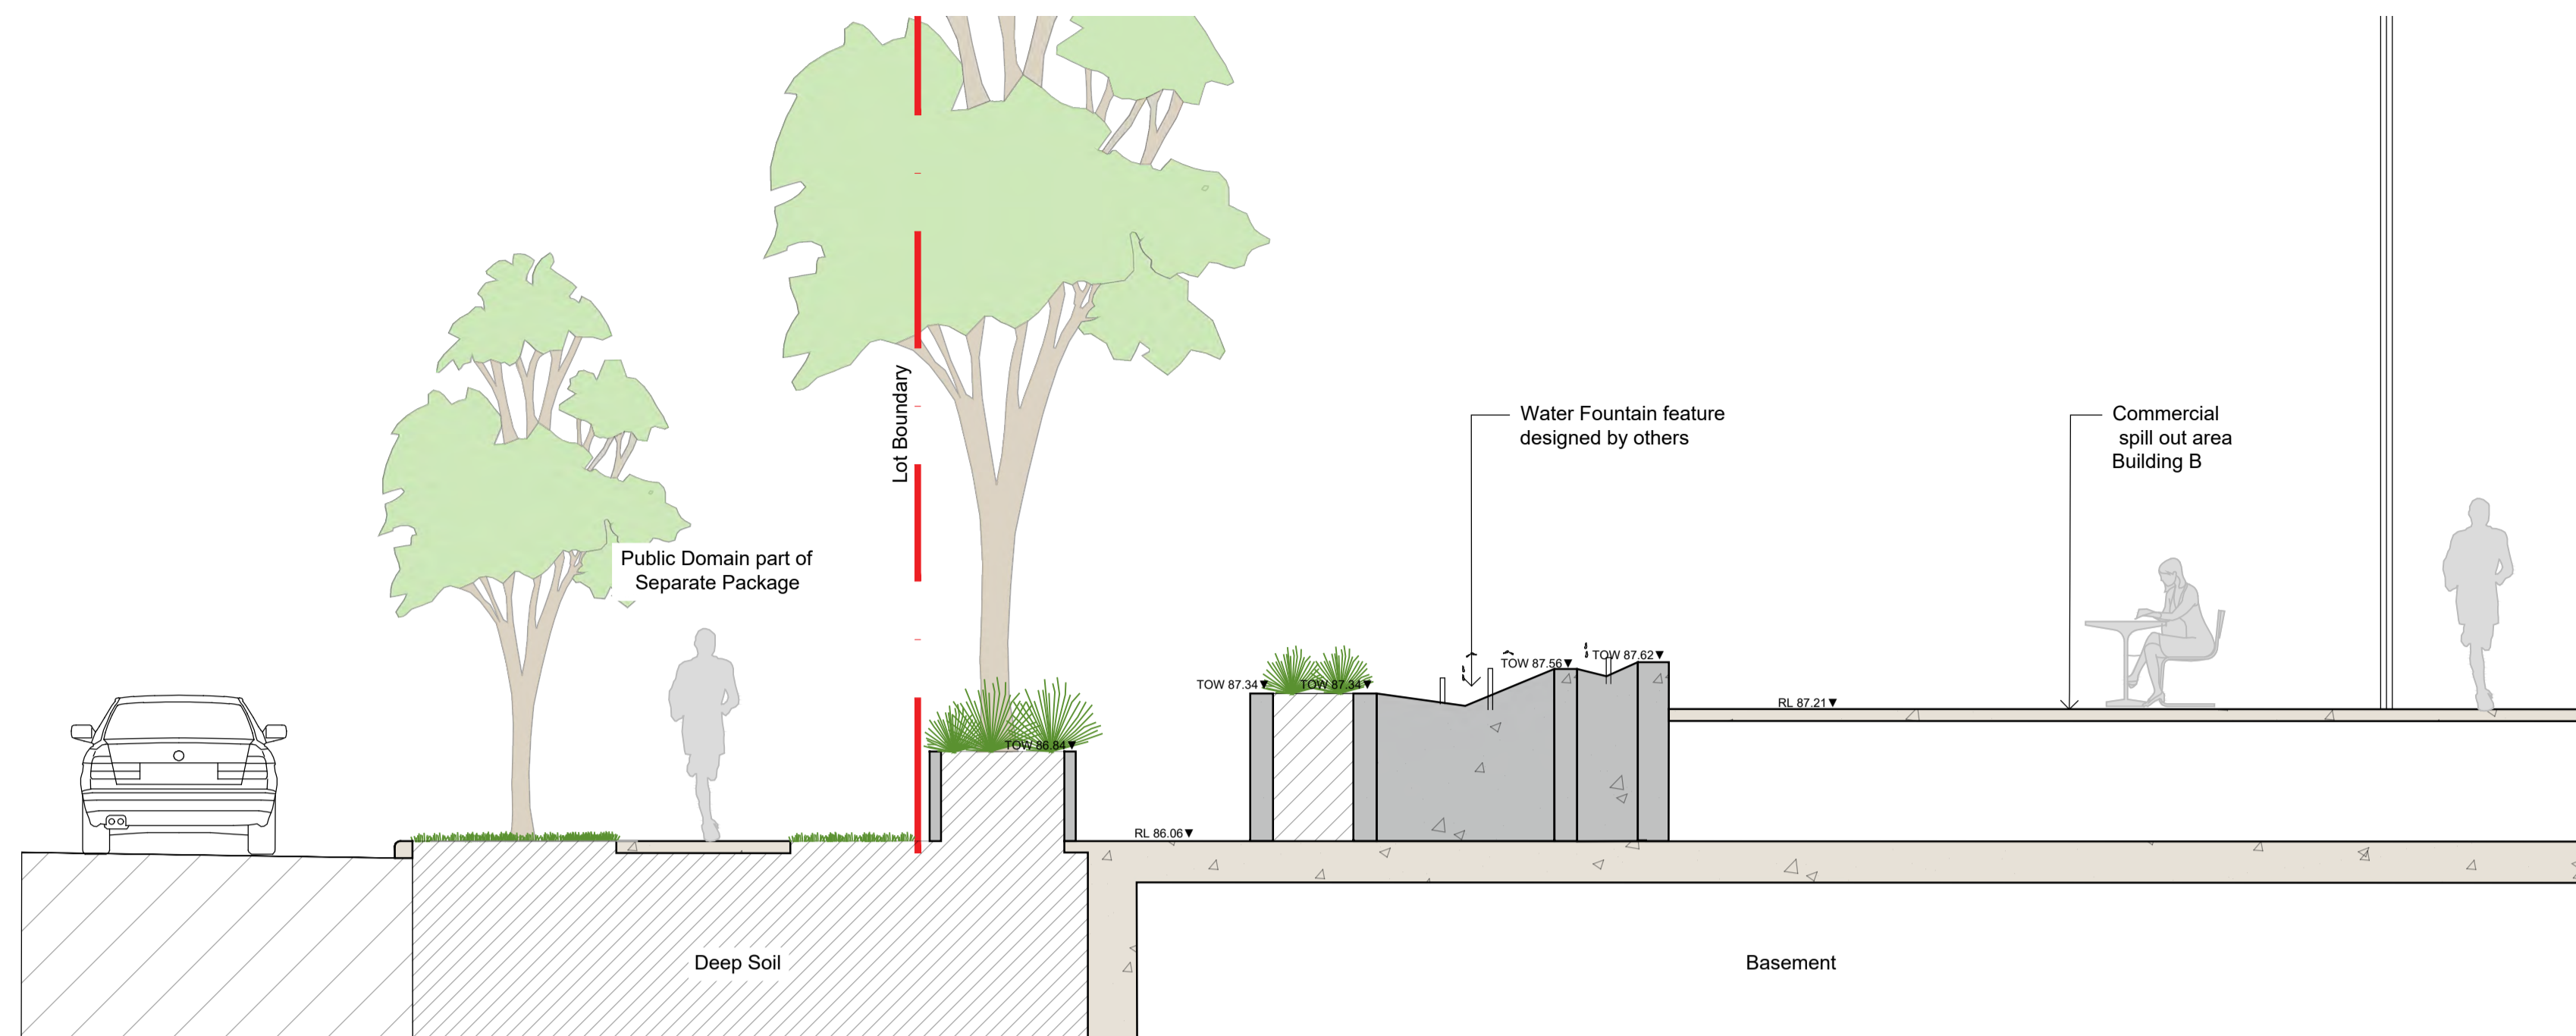 Lot Boundary
Water Fountain feature
designed by others
Commercial
spill out area
Building B
Public Domain part of
Separate Package
TOW 87.56
TOW 87.62
TOW 87.34
TOW 87.34
RL 87.21
TOW 86.84
RL 86.06
Deep Soil
Basement